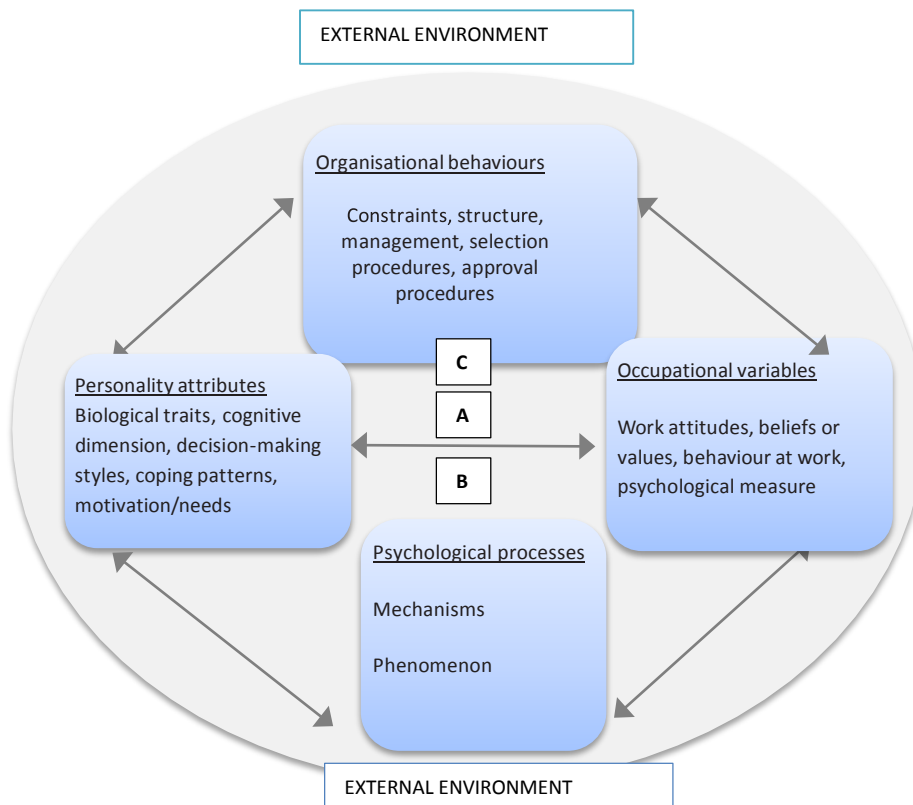 EXTERNAL ENVIRONMENT
Organisational behaviours
Constraints, structure,
management, selection
procedures, approval
procedures
C
Personality attributes
Biological traits, cognitive
dimension, decision-making
styles, coping patterns,
motivation/needs
A
B
Occupational variables
Work attitudes, beliefs or
values, behaviour at work,
psychological measure
Psychological processes
Mechanisms
Phenomenon
EXTERNAL ENVIRONMENT